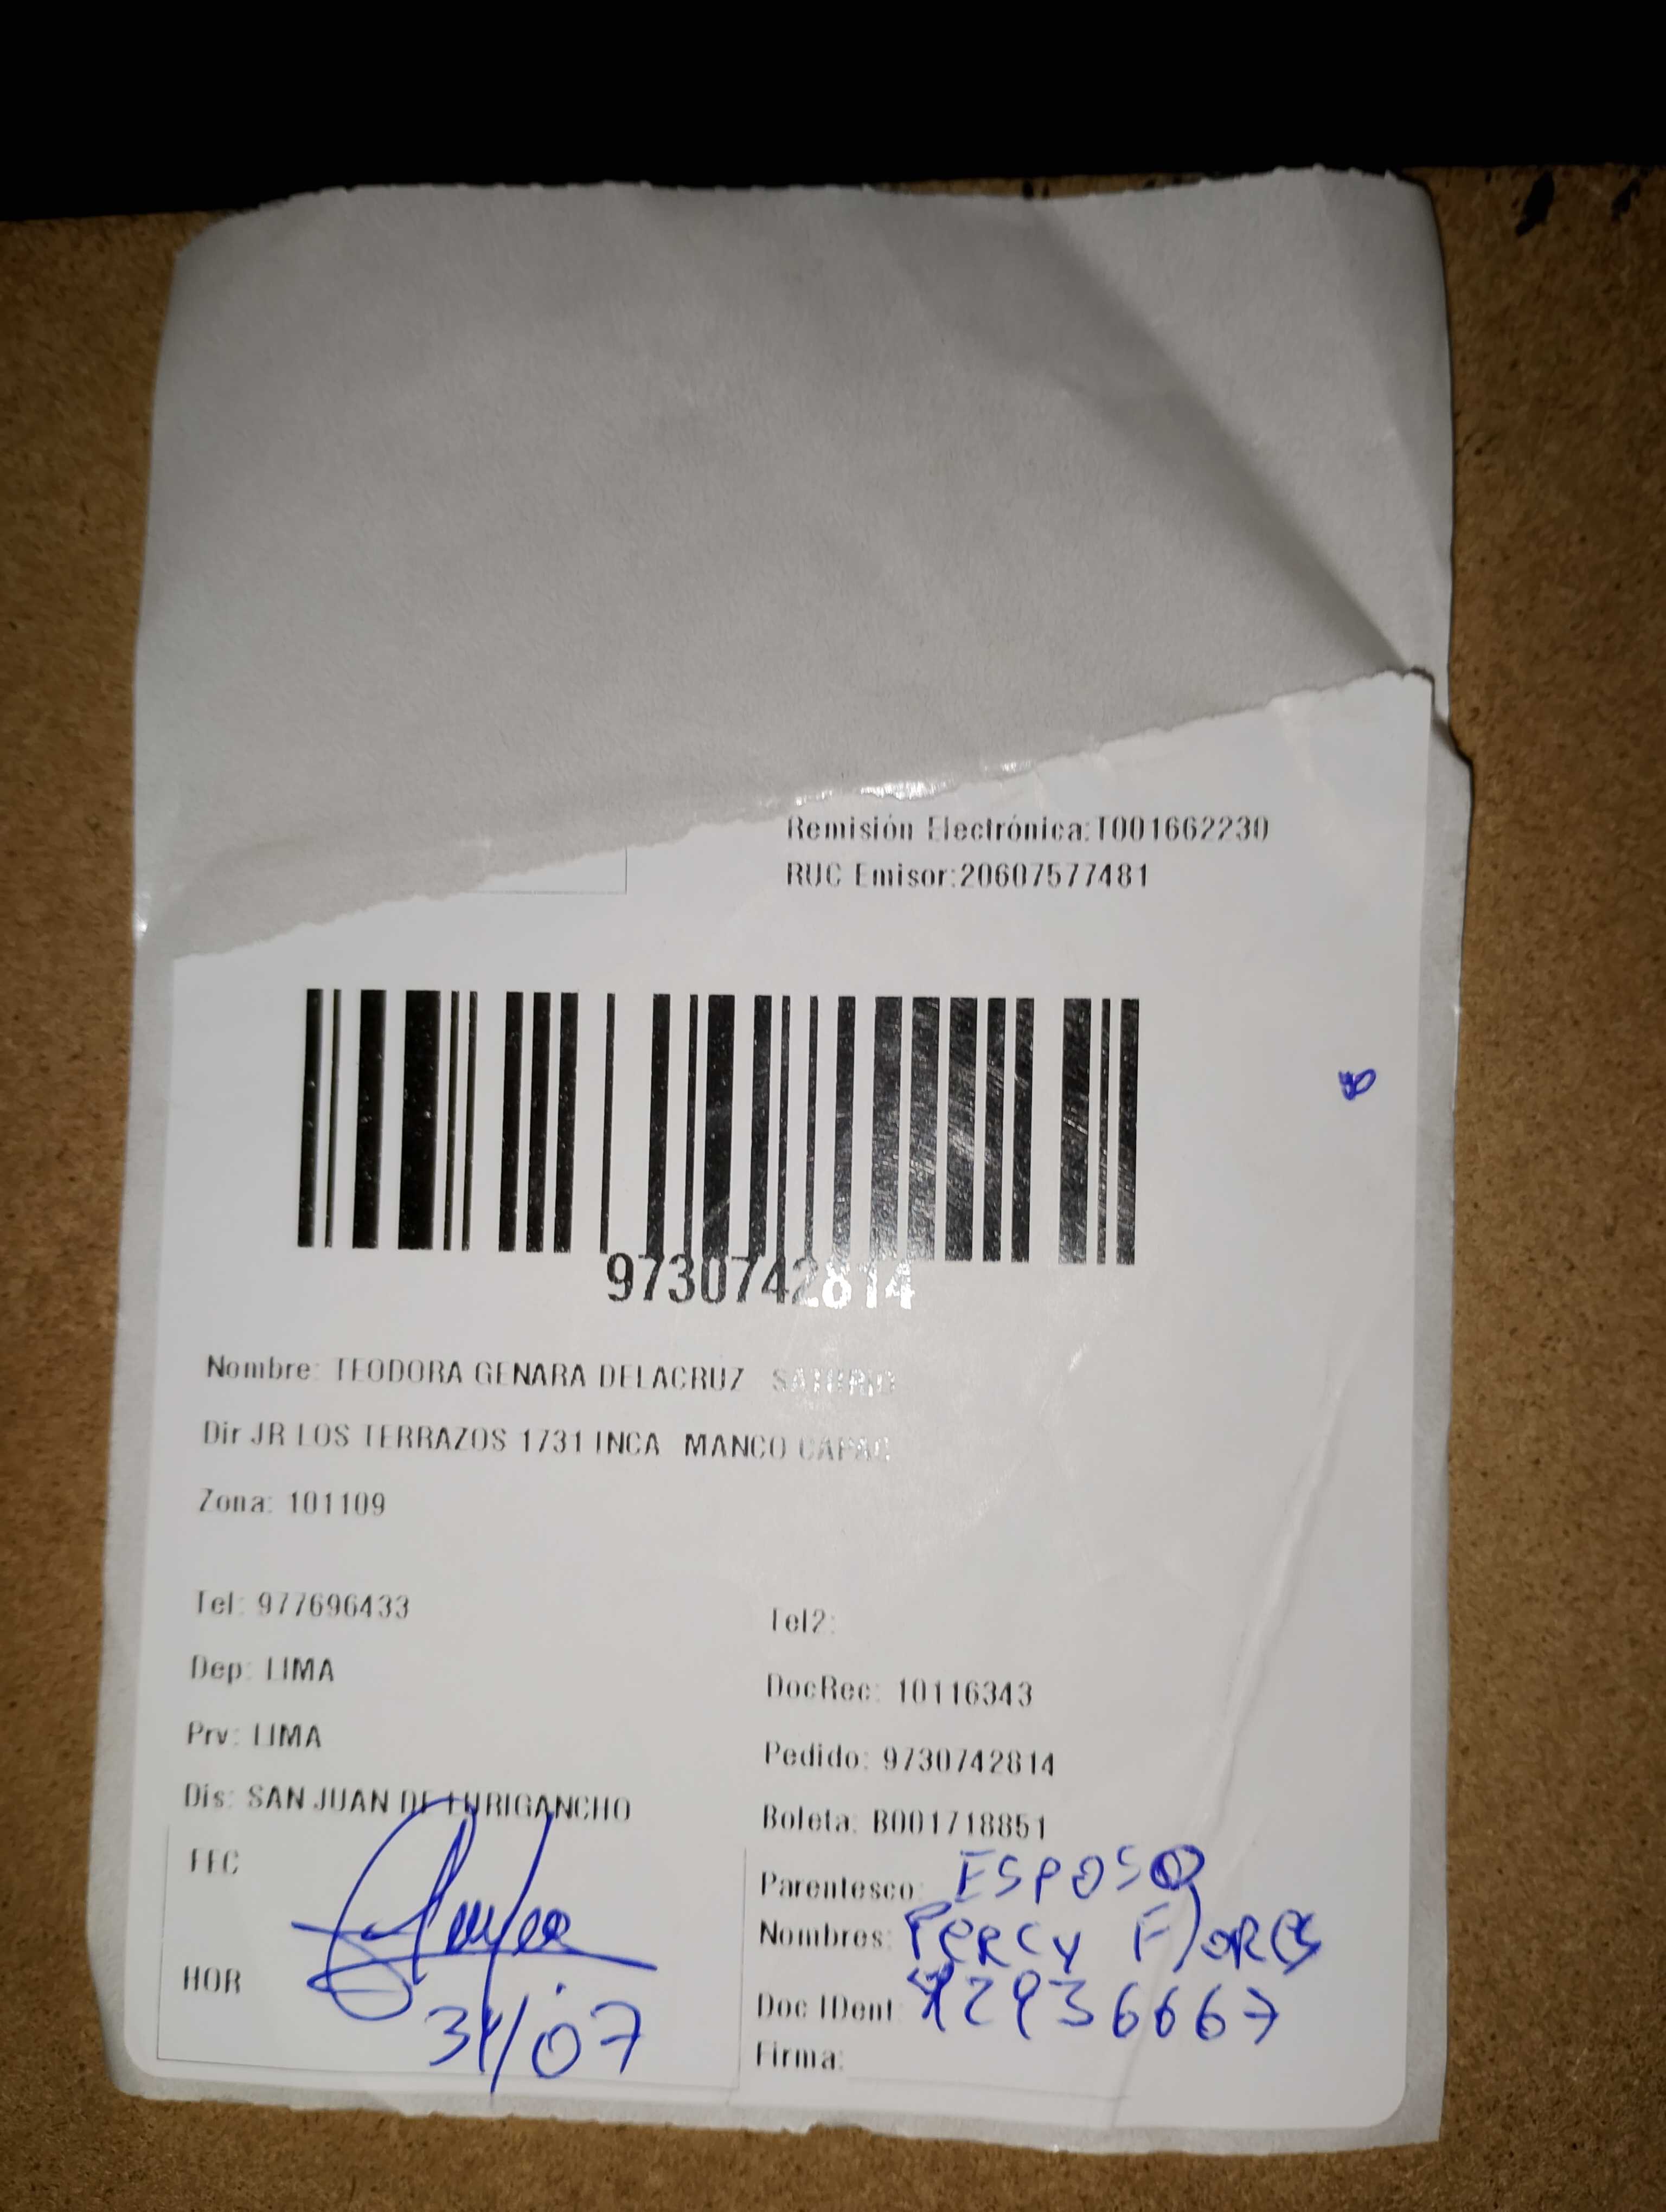 Remisión Electrónica:T001662230
RUC Emisor:20607577481
9730742814
Nombre: TEODORA GENARA DELACRUZ
Dir JR LOS TERRAZOS 1731 INCA MANCO CAPAC
Zona: 101109
Tel: 977696433
Tel2:
Dep: LIMA
DocRec: 10116343
Prv: LIMA
Pedido: 9730742814
Dis: SAN JUAN DE LURIGANCHO
Boleta: B001718851
FEC
Parentesco: ESPOSO
Nombres: PERCY FLORES
HOR
31/07
Doc IDent:
Firma: